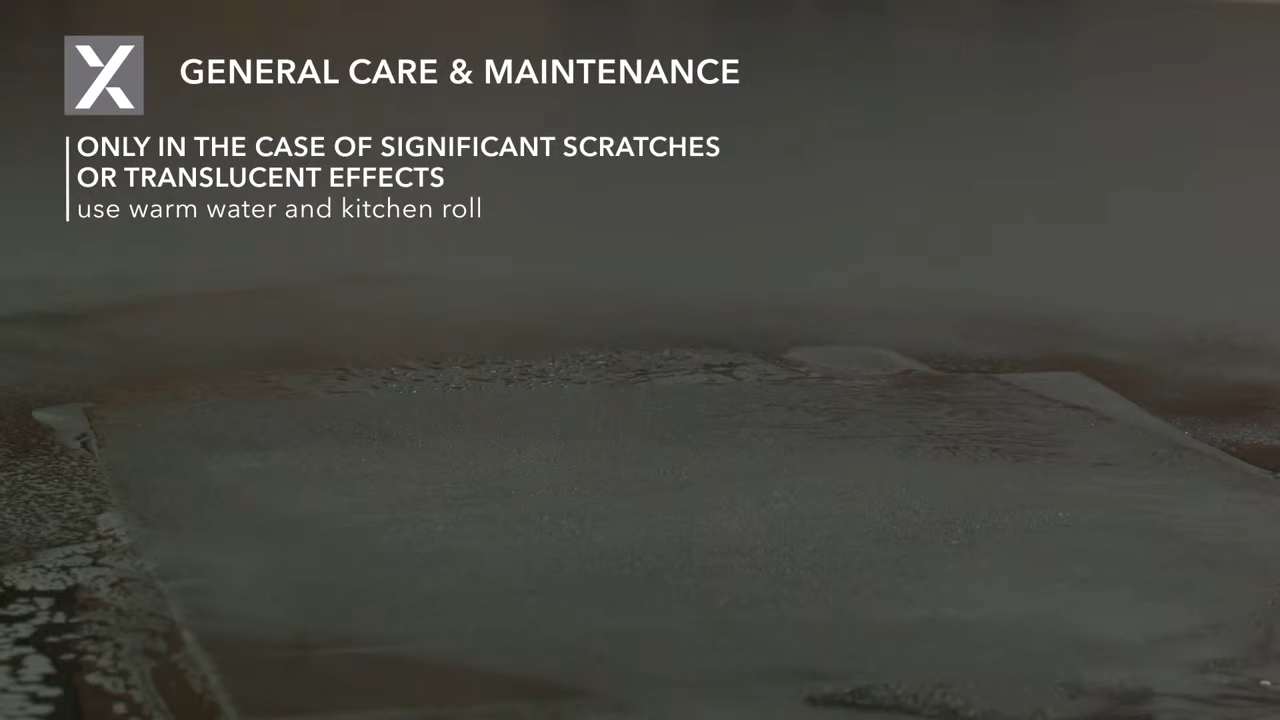 GENERAL CARE & MAINTENANCE
ONLY IN THE CASE OF SIGNIFICANT SCRATCHES
OR TRANSLUCENT EFFECTS
use warm water and kitchen roll